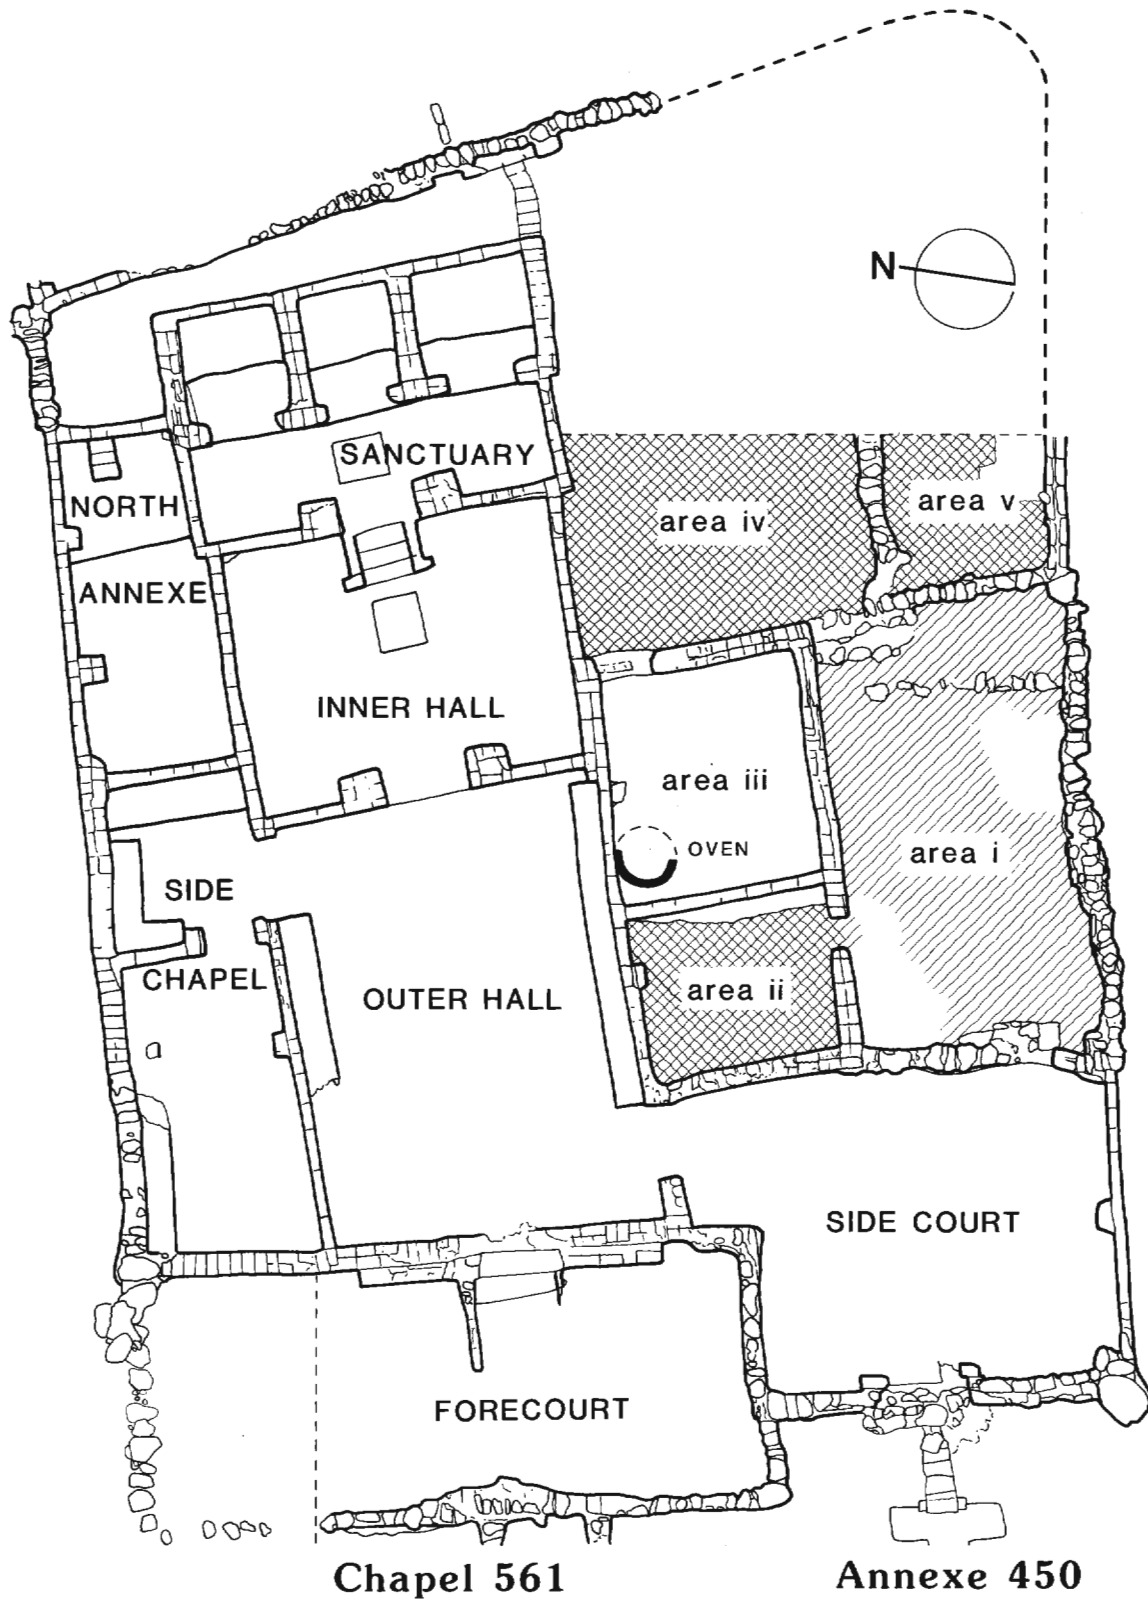 N
SANCTUARY
NORTH
area iv
area v
ANNEXE
INNER HALL
area iii
OVEN
area i
SIDE
CHAPEL
OUTER HALL
area ii
SIDE COURT
FORECOURT
Chapel 561
Annexe 450